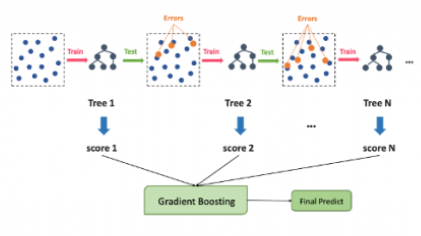 Errors Errors
Train Test Train Test Train ...
Tree 1 Tree 2 Tree N
...
score 1 score 2 score N
Gradient Boosting Final Predict